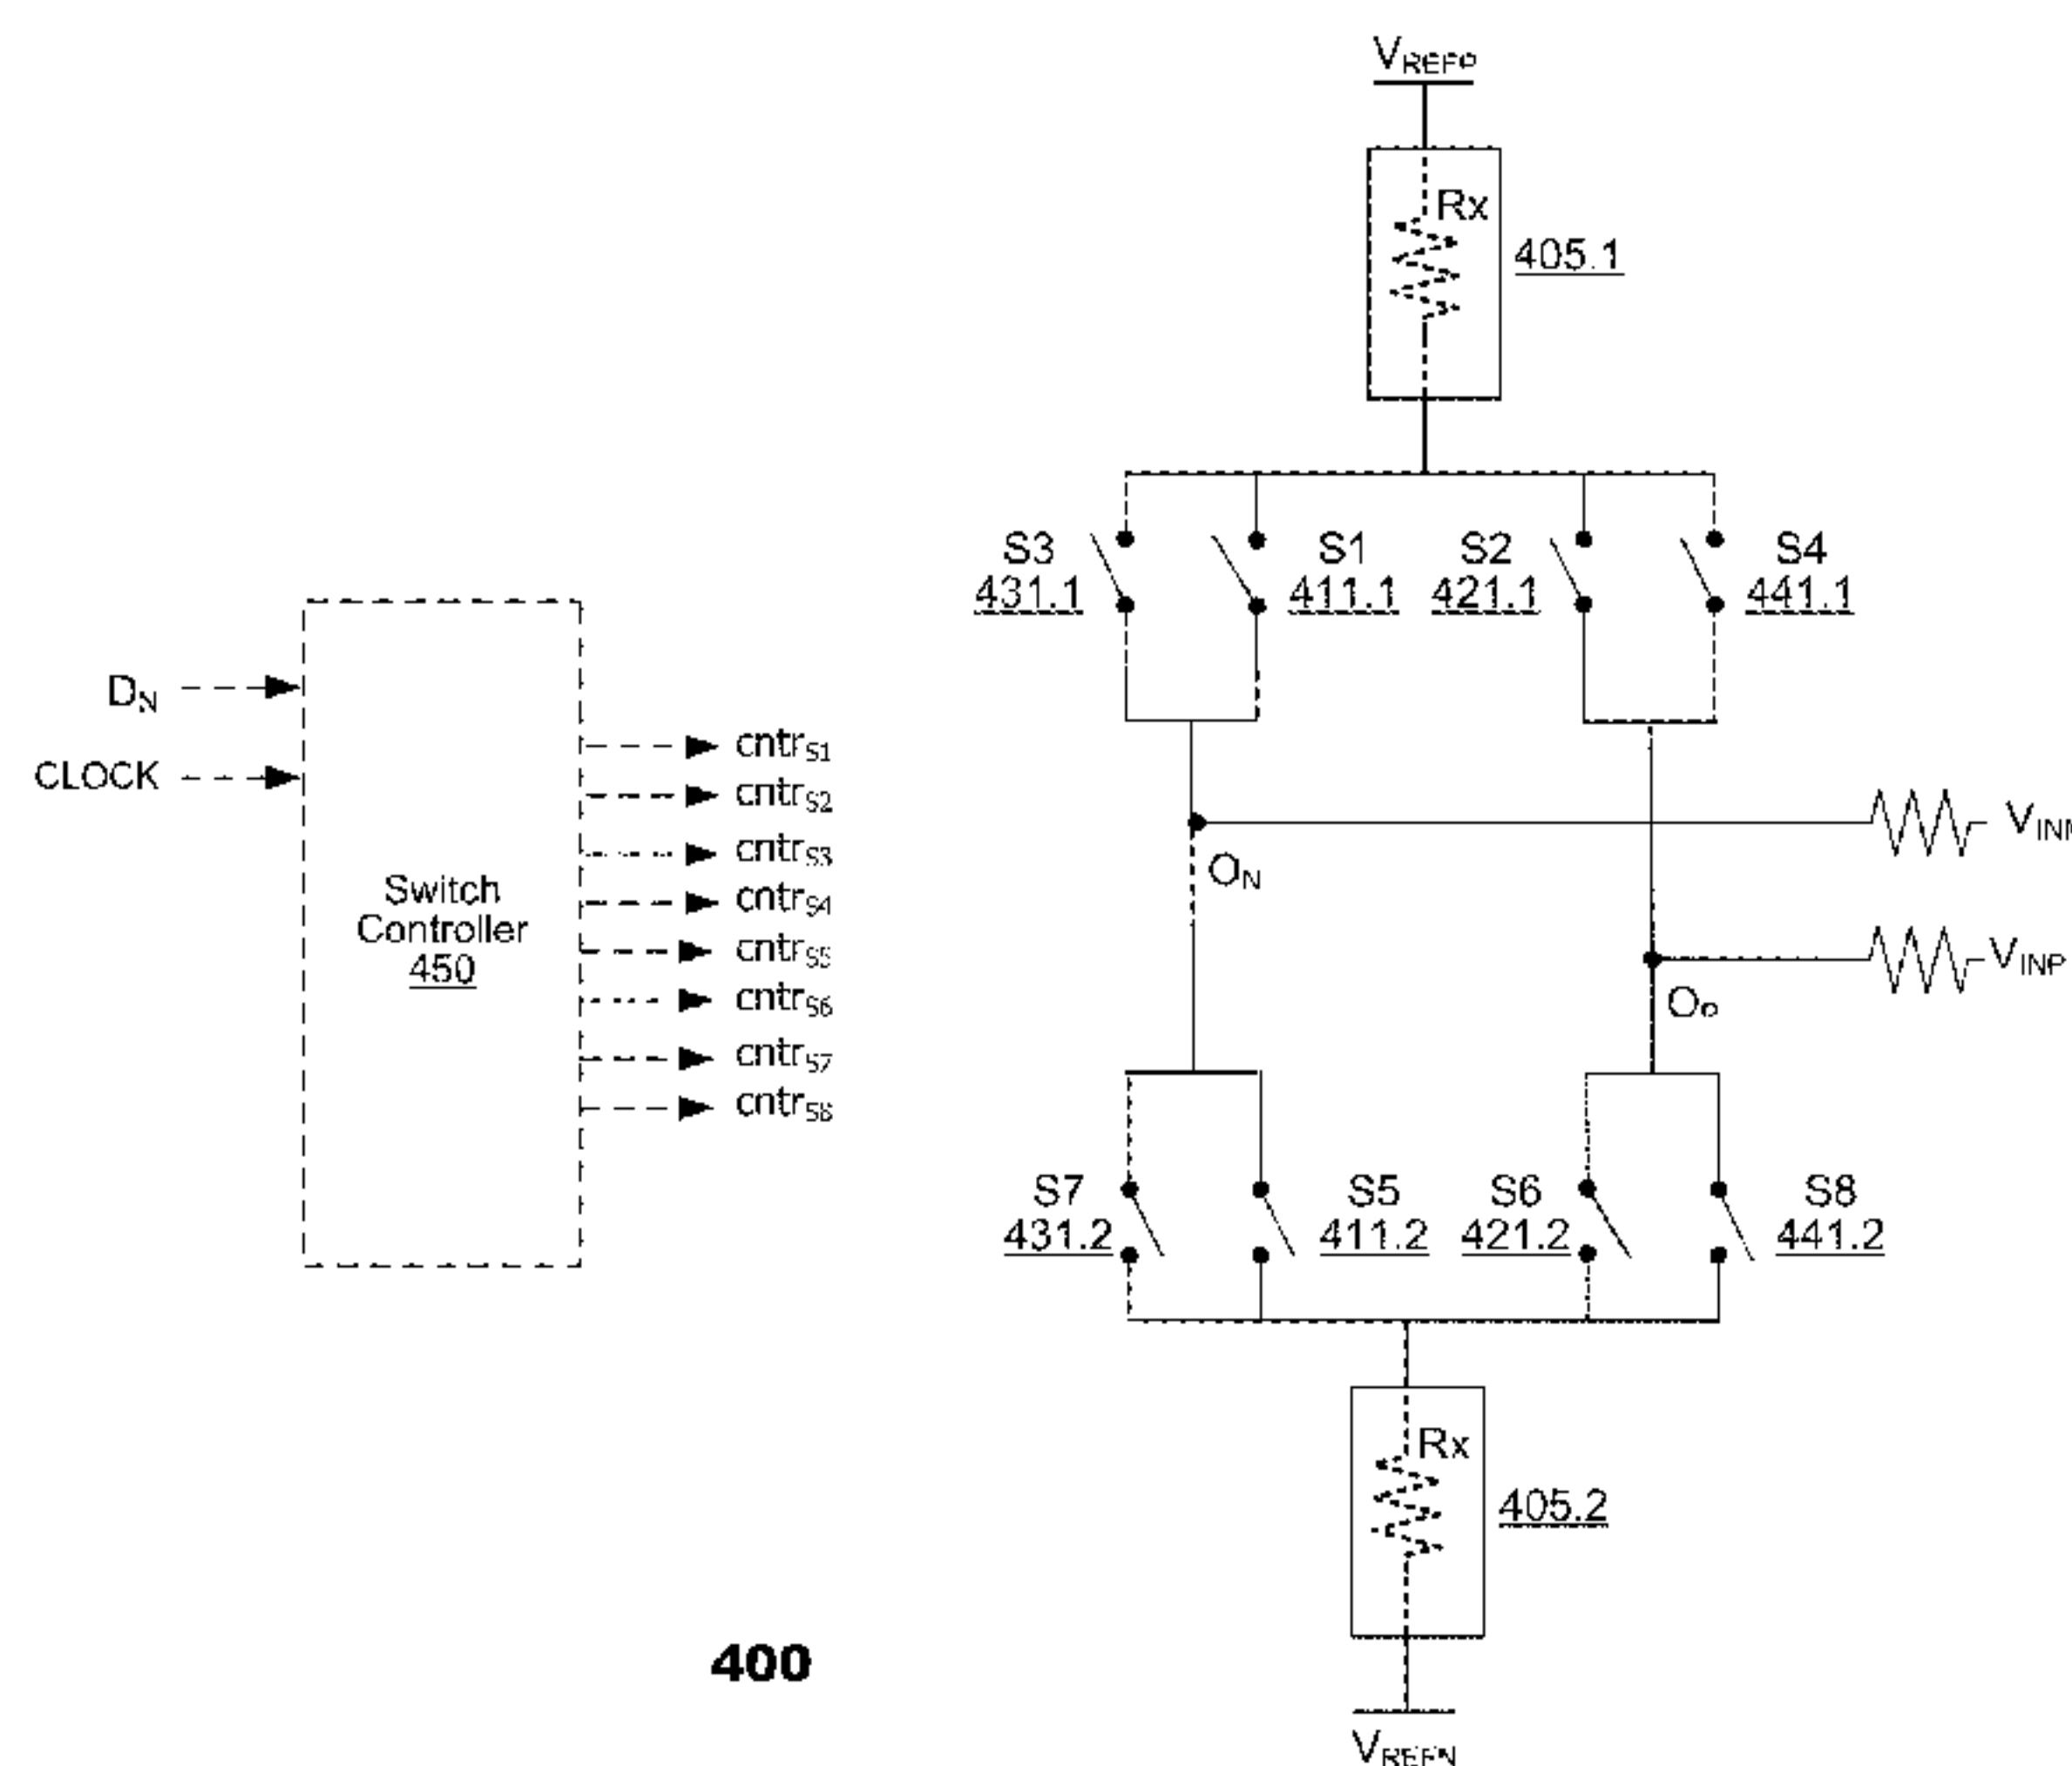 VREFP
Rx
405.1
S3
431.1
S1
411.1
S2
421.1
S4
441.1
DN
CLOCK
Switch
Controller
450
cntrS1
cntrS2
cntrS3
cntrS4
cntrS5
cntrS6
cntrS7
cntrS8
VINN
ON
VINP
OP
S7
431.2
S5
411.2
S6
421.2
S8
441.2
Rx
405.2
400
VREFN